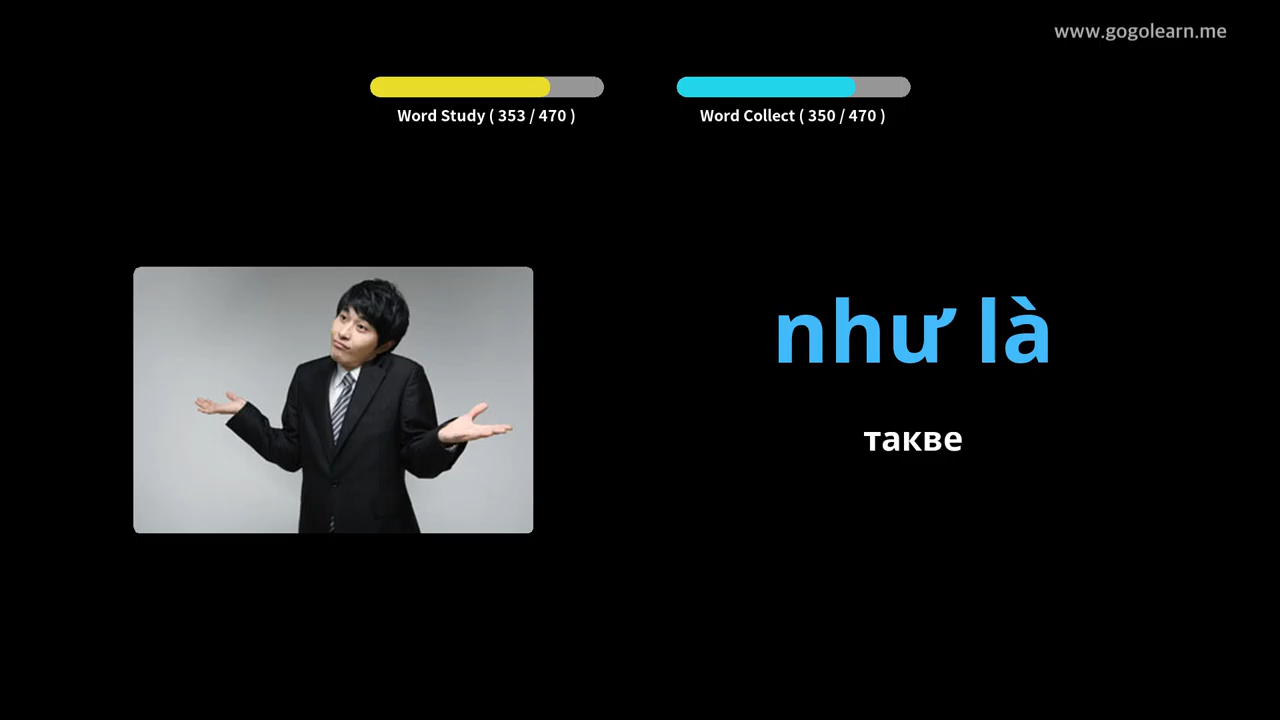 www.gogolearn.me
Word Study ( 353 / 470 )
Word Collect ( 350 / 470 )
như là
такве